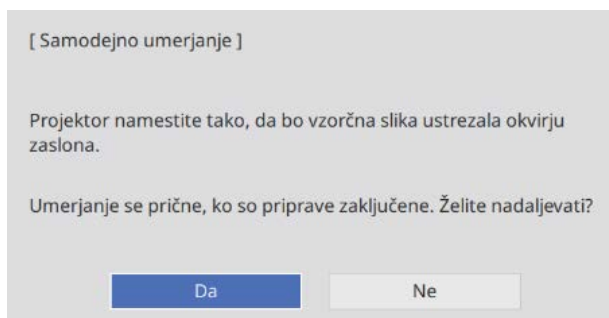 [ Samodejno umerjanje ]
Projektor namestite tako, da bo vzorčna slika ustrezala okvirju
zaslona.
Umerjanje se prične, ko so priprave zaključene. Želite nadaljevati?
Da
Ne